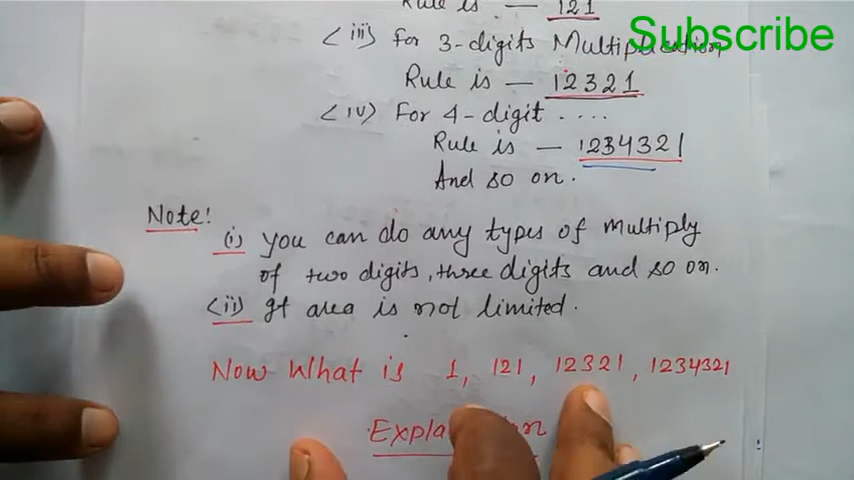 Rule is — 121
Subscribe
<iii> For 3-digits Multiplication
Rule is — 12321
<iv> For 4-digit ....
Rule is — 1234321
And so on.
Note!
(i) you can do any types of multiply
of two digits, three digits and so on.
<ii> It area is not limited.
Now What is 1, 121, 12321, 1234321